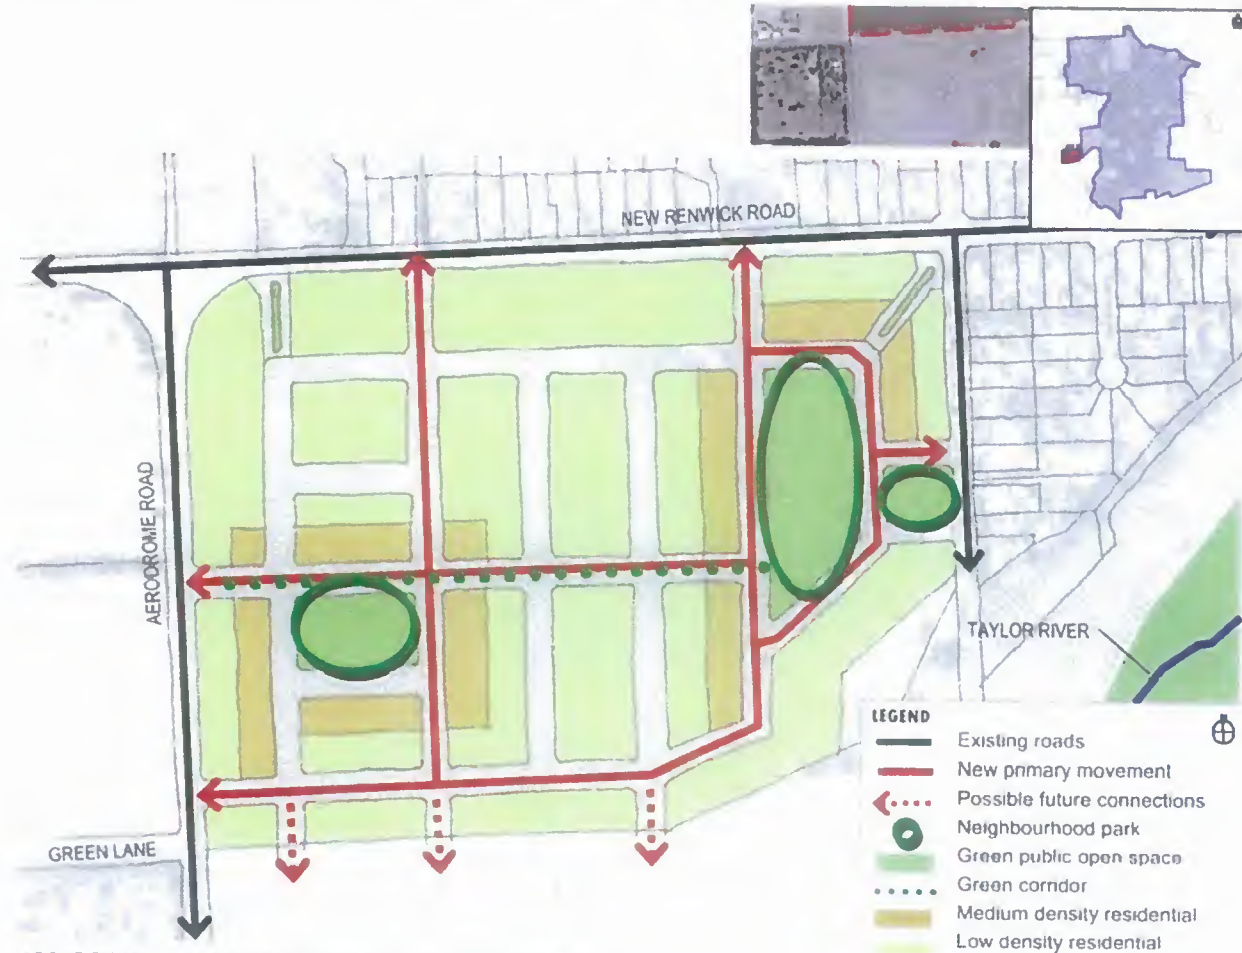 NEW RENWICK ROAD
AERODROME ROAD
TAYLOR RIVER
GREEN LANE
LEGEND
Existing roads
New primary movement
Possible future connections
Neighbourhood park
Green public open space
Green corridor
Medium density residential
Low density residential